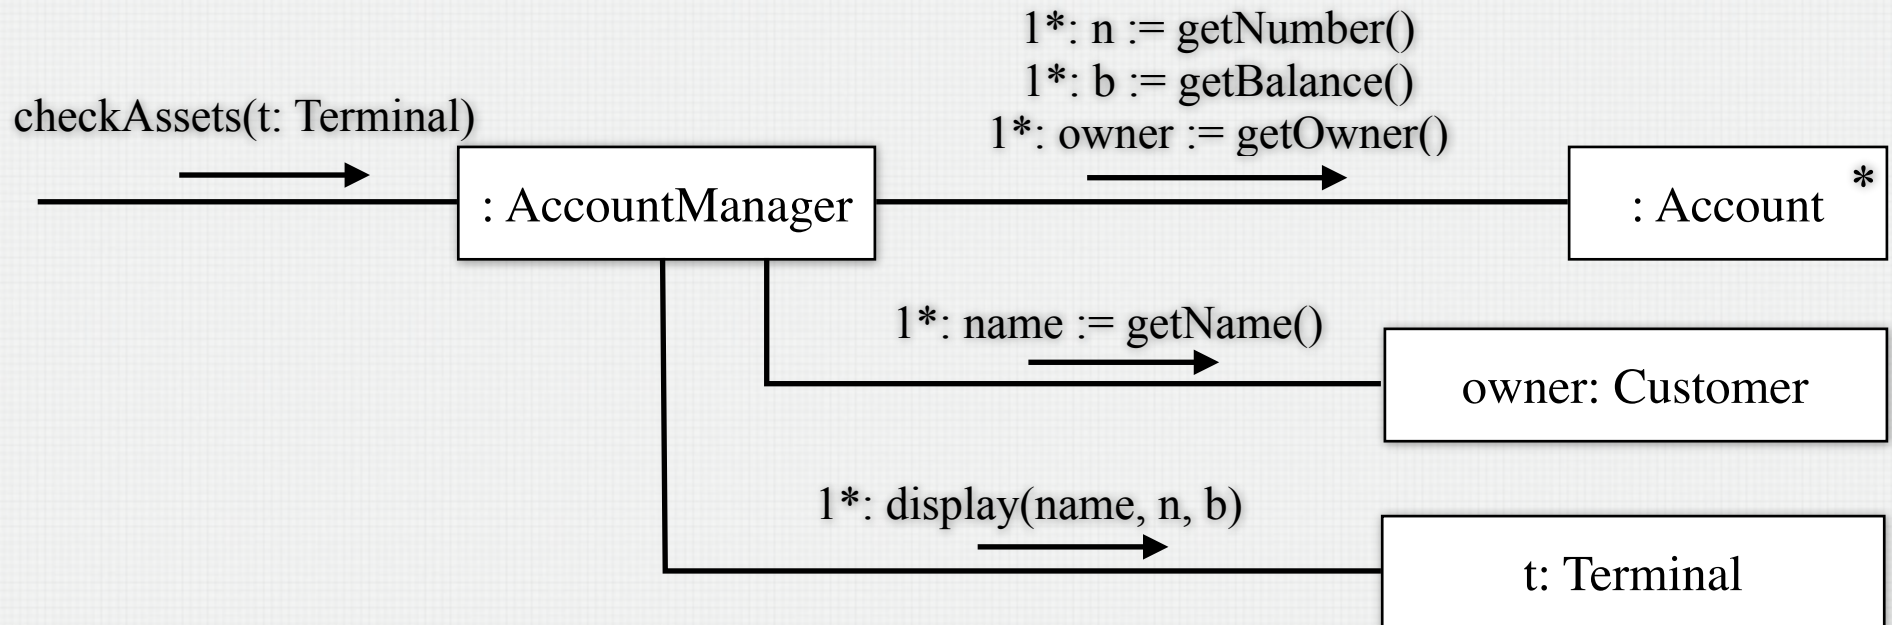 1*: n := getNumber()
1*: b := getBalance()
checkAssets(t: Terminal)
1*: owner := getOwner()
: AccountManager
: Account
*
1*: name := getName()
owner: Customer
1*: display(name, n, b)
t: Terminal